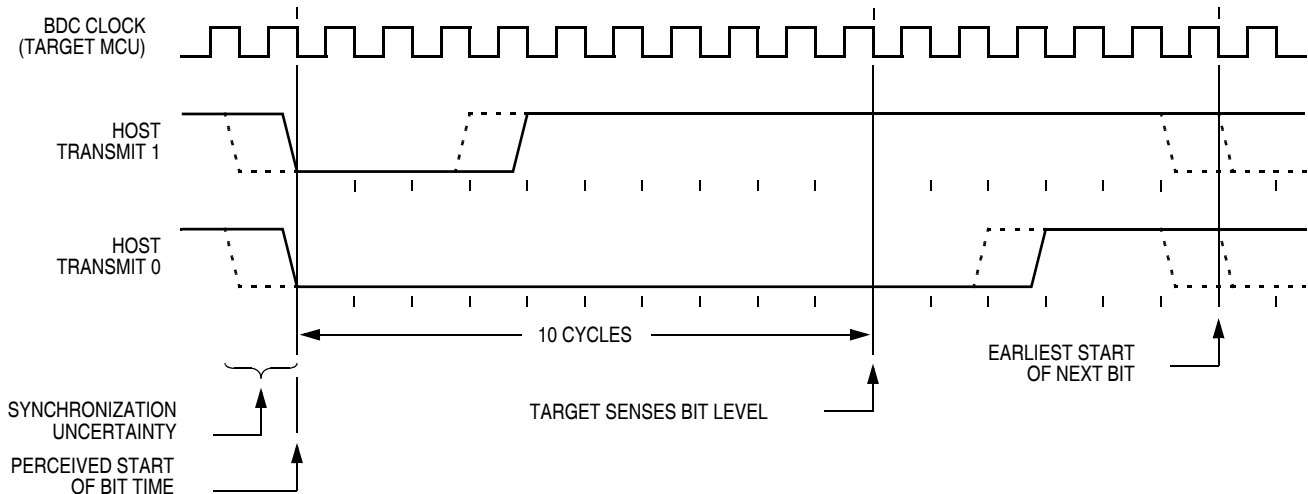 BDC CLOCK
(TARGET MCU)
HOST
TRANSMIT 1
HOST
TRANSMIT 0
10 CYCLES
EARLIEST START
OF NEXT BIT
TARGET SENSES BIT LEVEL
SYNCHRONIZATION
UNCERTAINTY
PERCEIVED START
OF BIT TIME